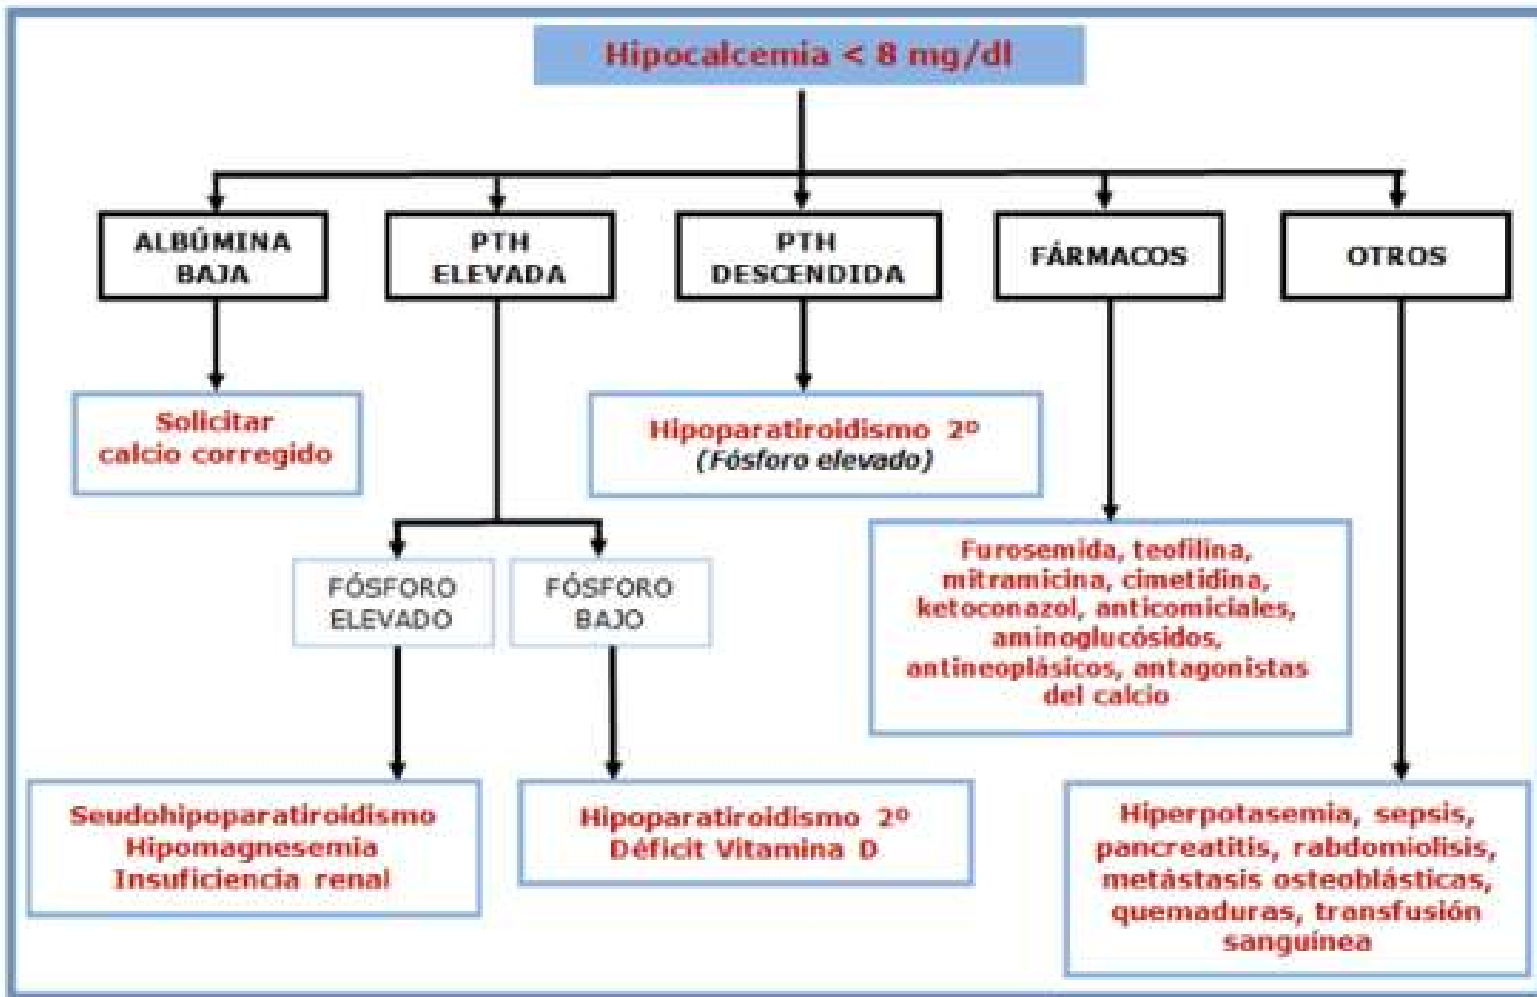 Hipocalcemia < 8 mg/dl
ALBÚMINA
BAJA
PTH
ELEVADA
PTH
DESCENDIDA
FÁRMACOS
OTROS
Solicitar
calcio corregido
Hipoparatiroidismo 2º
(Fósforo elevado)
FÓSFORO
ELEVADO
FÓSFORO
BAJO
Furosemida, teofilina,
mitramicina, cimetidina,
ketoconazol, anticomiciales,
aminoglucósidos,
antineoplásicos, antagonistas
del calcio
Seudohipoparatiroidismo
Hipomagnesemia
Insuficiencia renal
Hipoparatiroidismo 2º
Déficit Vitamina D
Hiperpotasemia, sepsis,
pancreatitis, rabdomiolisis,
metástasis osteoblásticas,
quemaduras, transfusión
sanguínea